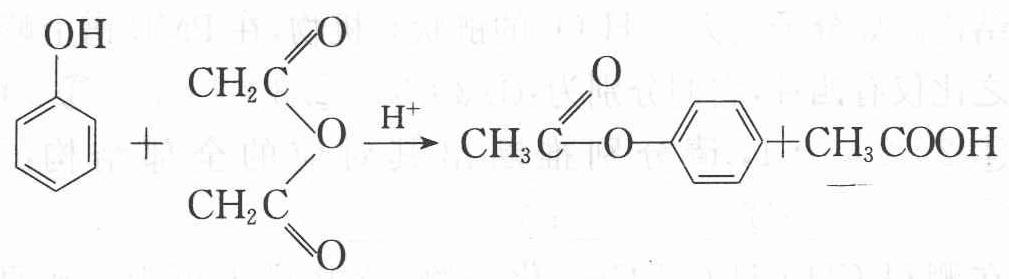 OH
O
CH₂C
+
O
H⁺
CH₂C
O
O
CH₃C—O
+CH₃COOH